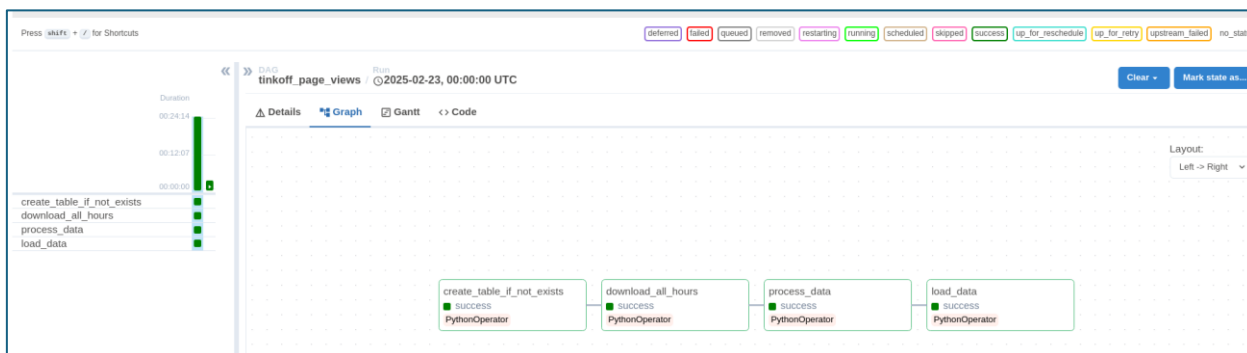 Press shift + / for Shortcuts
deferred failed queued removed restarting running scheduled skipped success up_for_reschedule up_for_retry upstream_failed no_stat
DAG Run
tinkoff_page_views / 2025-02-23, 00:00:00 UTC
Clear Mark state as...
Duration
00:24:14
00:12:07
00:00:00
Details Graph Gantt <> Code
Layout:
Left -> Right
create_table_if_not_exists
download_all_hours
process_data
load_data
create_table_if_not_exists
success
PythonOperator
download_all_hours
success
PythonOperator
process_data
success
PythonOperator
load_data
success
PythonOperator